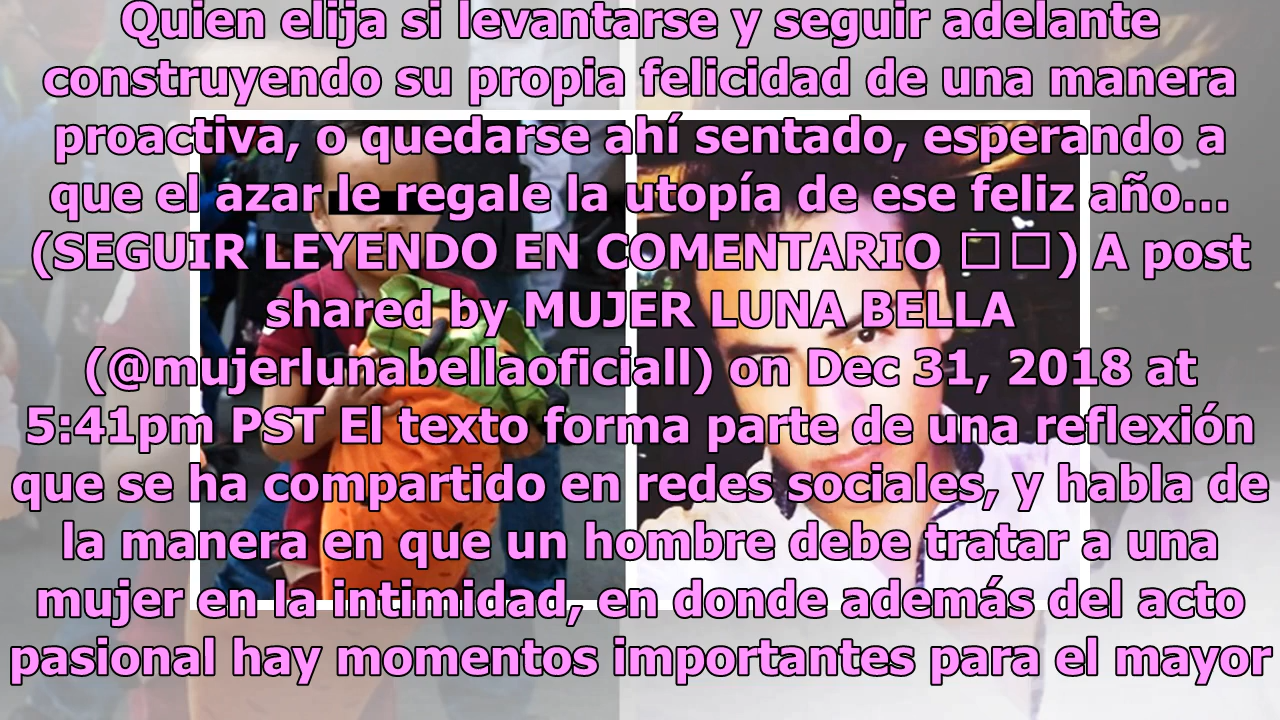 Quien elija si levantarse y seguir adelante
construyendo su propia felicidad de una manera
proactiva, o quedarse ahí sentado, esperando a
que el azar le regale la utopía de ese feliz año...
(SEGUIR LEYENDO EN COMENTARIO □□) A post
shared by MUJER LUNA BELLA
(@mujerlunabellaoficiall) on Dec 31, 2018 at
5:41pm PST El texto forma parte de una reflexión
que se ha compartido en redes sociales, y habla de
la manera en que un hombre debe tratar a una
mujer en la intimidad, en donde además del acto
pasional hay momentos importantes para el mayor